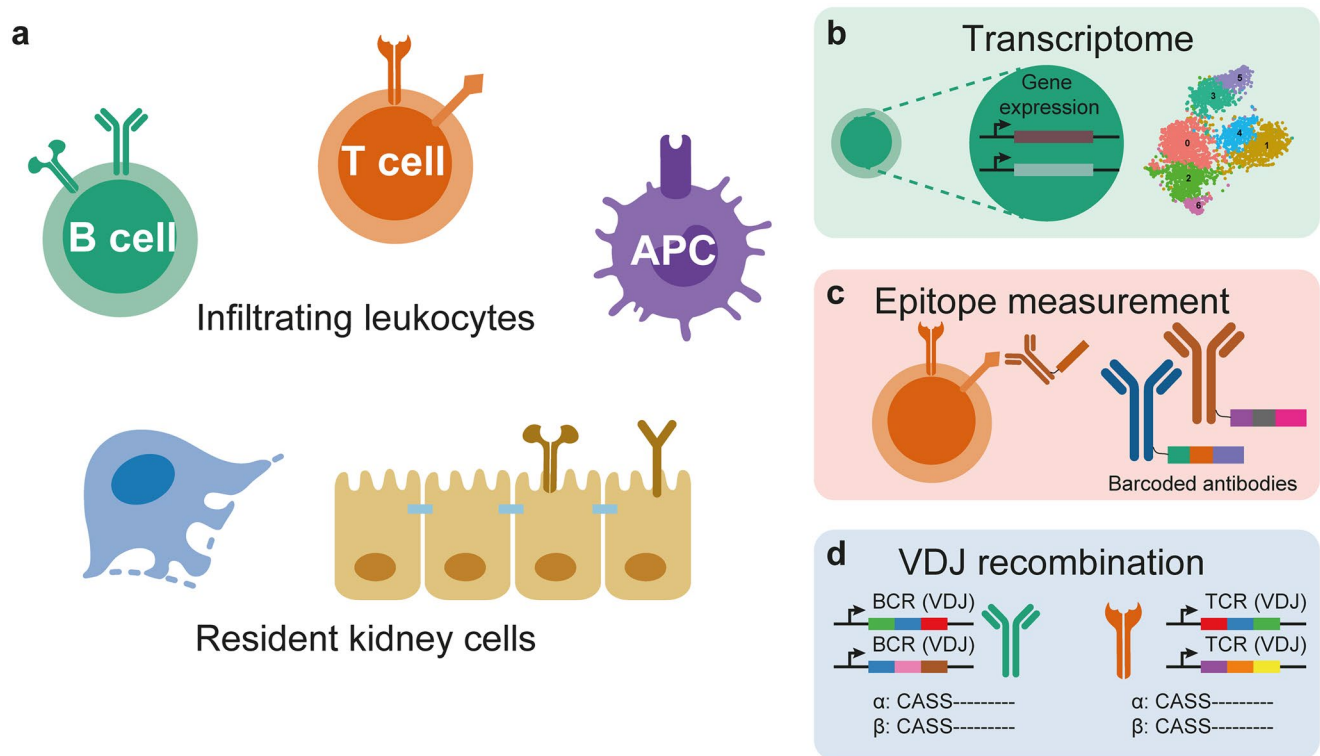 a
B cell
T cell
APC
Infiltrating leukocytes
Resident kidney cells
b
Transcriptome
Gene
expression
5
3
4
0
1
2
6
c
Epitope measurement
Barcoded antibodies
d
VDJ recombination
BCR (VDJ)
BCR (VDJ)
α: CASS---------
β: CASS---------
TCR (VDJ)
TCR (VDJ)
α: CASS---------
β: CASS---------